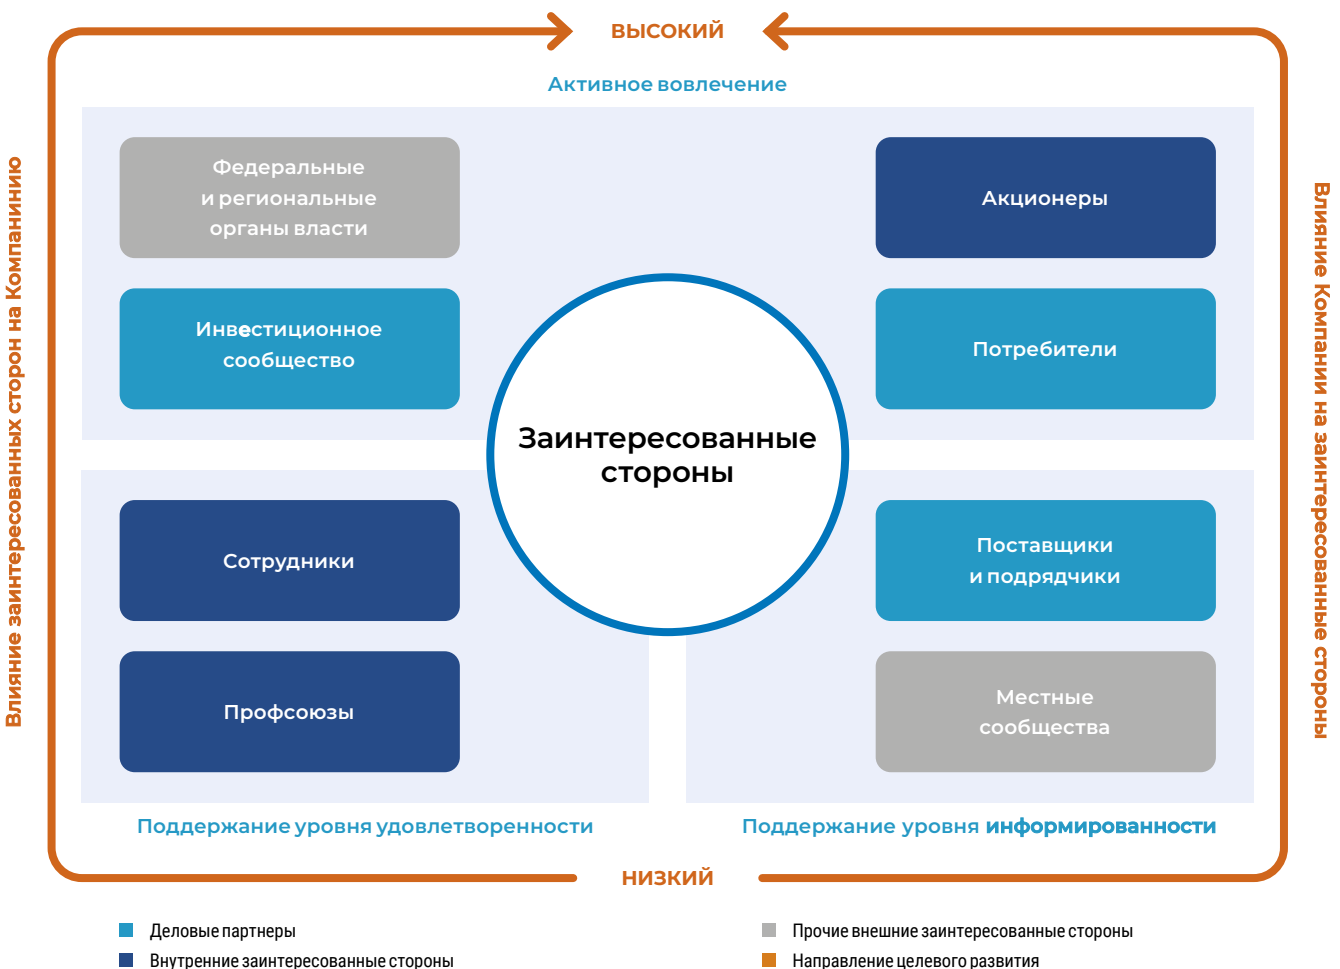 ВЫСОКИЙ
Активное вовлечение
Влияние заинтересованных сторон на Компанинию
Влияние Компании на заинтересованные стороны
Федеральные
и региональные
органы власти
Акционеры
Инвестиционное
сообщество
Потребители
Заинтересованные
стороны
Сотрудники
Поставщики
и подрядчики
Профсоюзы
Местные
сообщества
Поддержание уровня удовлетворенности
Поддержание уровня информированности
НИЗКИЙ
Деловые партнеры
Прочие внешние заинтересованные стороны
Внутренние заинтересованные стороны
Направление целевого развития